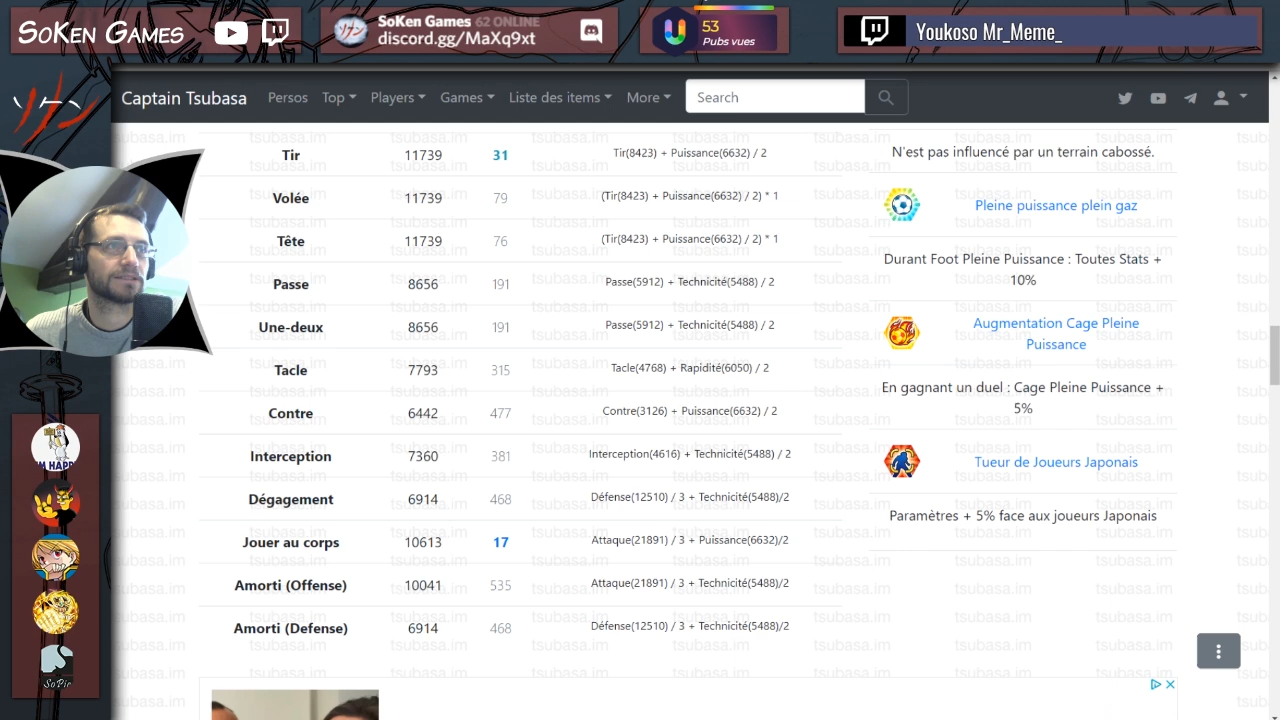 SoKen Games
SoKen Games 62 ONLINE
discord.gg/MaXq9xt
53
Pubs vues
Youkoso Mr_Meme_
Captain Tsubasa
Persos
Top
Players
Games
Liste des items
More
Search
Tir 11739 31 Tir(8423) + Puissance(6632) / 2
Volée 11739 79 (Tir(8423) + Puissance(6632) / 2) * 1
Tête 11739 76 (Tir(8423) + Puissance(6632) / 2) * 1
Passe 8656 191 Passe(5912) + Technicité(5488) / 2
Une-deux 8656 191 Passe(5912) + Technicité(5488) / 2
Tacle 7793 315 Tacle(4768) + Rapidité(6050) / 2
Contre 6442 477 Contre(3126) + Puissance(6632) / 2
Interception 7360 381 Interception(4616) + Technicité(5488) / 2
Dégagement 6914 468 Défense(12510) / 3 + Technicité(5488)/2
Jouer au corps 10613 17 Attaque(21891) / 3 + Puissance(6632)/2
Amorti (Offense) 10041 535 Attaque(21891) / 3 + Technicité(5488)/2
Amorti (Defense) 6914 468 Défense(12510) / 3 + Technicité(5488)/2
N'est pas influencé par un terrain cabossé.
Pleine puissance plein gaz
Durant Foot Pleine Puissance : Toutes Stats +
10%
Augmentation Cage Pleine
Puissance
En gagnant un duel : Cage Pleine Puissance +
5%
Tueur de Joueurs Japonais
Paramètres + 5% face aux joueurs Japonais
tsubasa.im
SoPic